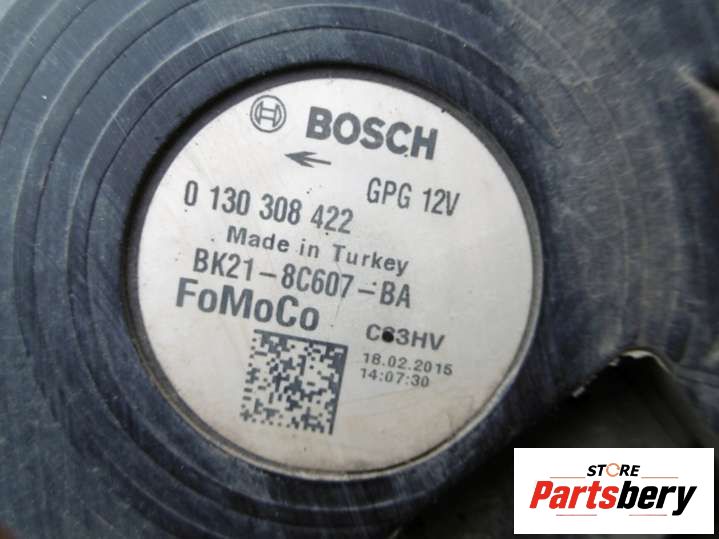 BOSCH
GPG 12V
0 130 308 422
Made in Turkey
BK21-8C607-BA
FoMoCo
18.02.2015
14:07:30
STORE
Partsbery